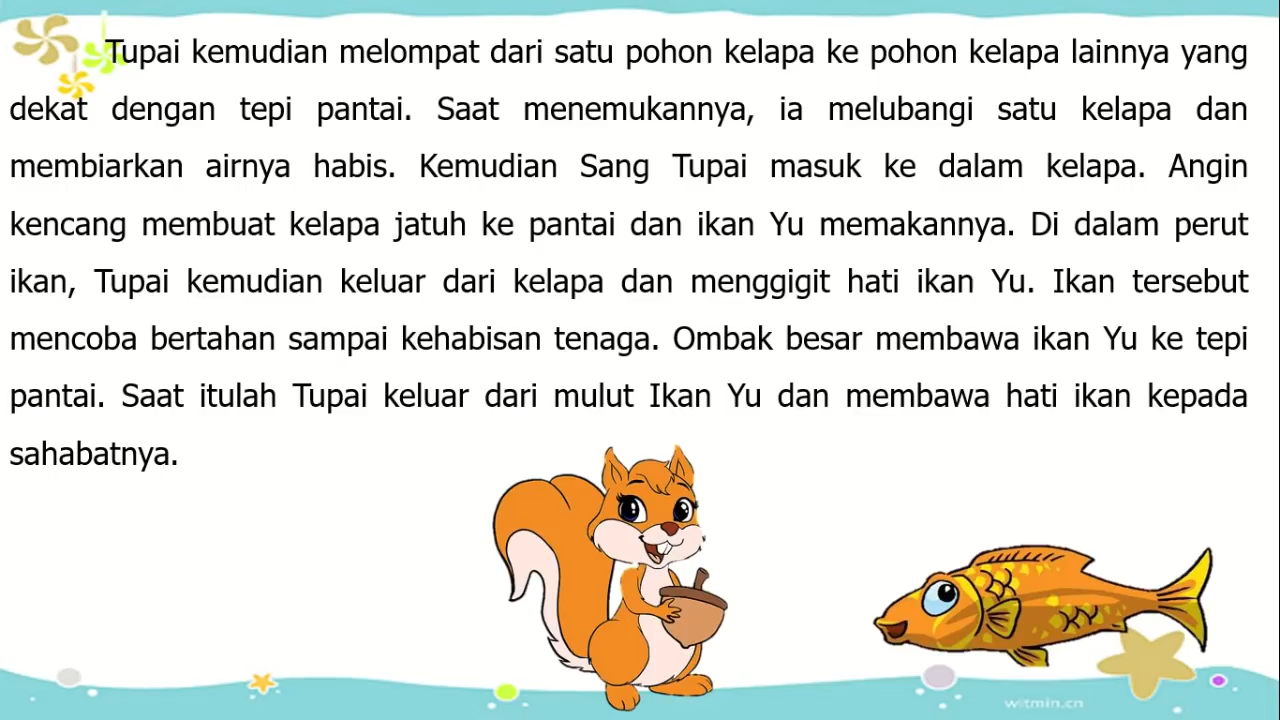 Tupai kemudian melompat dari satu pohon kelapa ke pohon kelapa lainnya yang
dekat dengan tepi pantai. Saat menemukannya, ia melubangi satu kelapa dan
membiarkan airnya habis. Kemudian Sang Tupai masuk ke dalam kelapa. Angin
kencang membuat kelapa jatuh ke pantai dan ikan Yu memakannya. Di dalam perut
ikan, Tupai kemudian keluar dari kelapa dan menggigit hati ikan Yu. Ikan tersebut
mencoba bertahan sampai kehabisan tenaga. Ombak besar membawa ikan Yu ke tepi
pantai. Saat itulah Tupai keluar dari mulut Ikan Yu dan membawa hati ikan kepada
sahabatnya.
witmin.cn